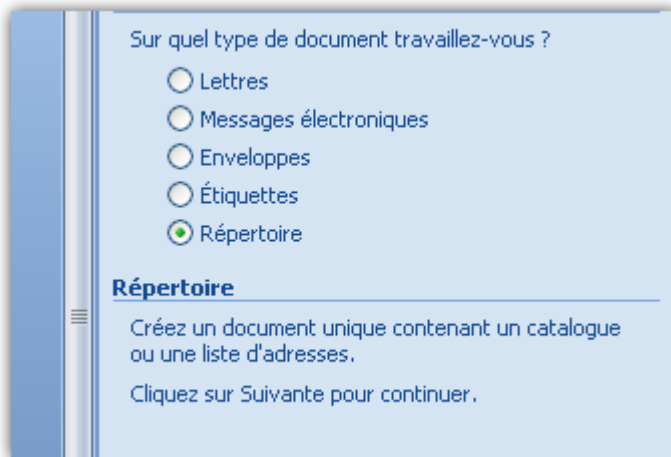 Sur quel type de document travaillez-vous ?
Lettres
Messages électroniques
Enveloppes
Étiquettes
Répertoire
Répertoire
Créez un document unique contenant un catalogue
ou une liste d'adresses.
Cliquez sur Suivante pour continuer.